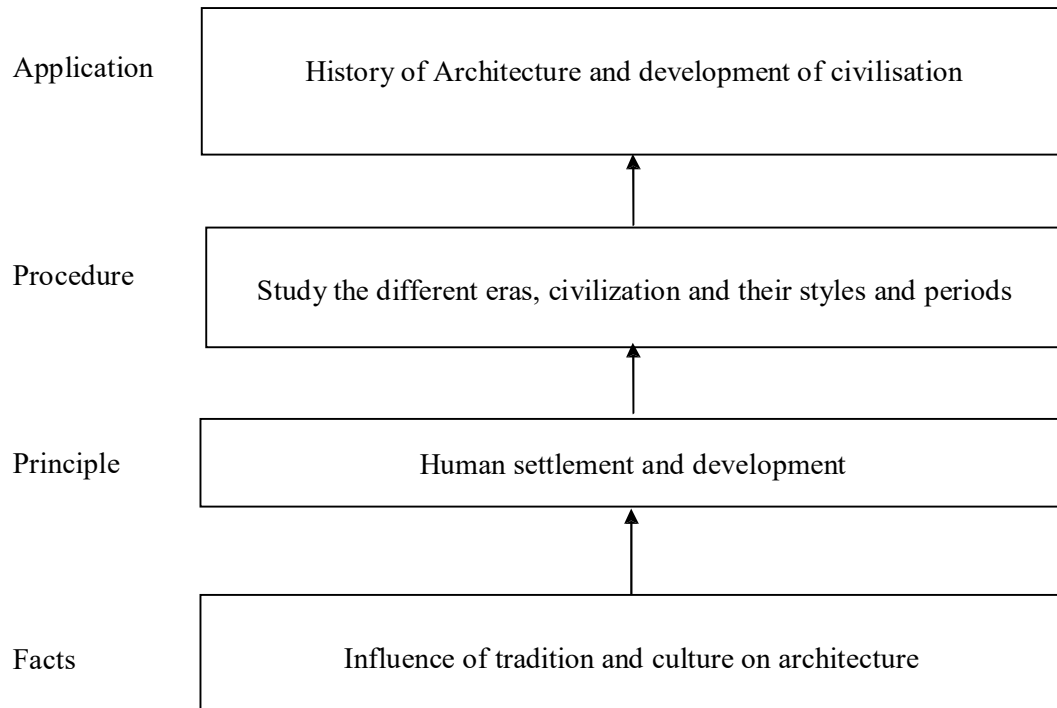 Application
History of Architecture and development of civilisation
Procedure
Study the different eras, civilization and their styles and periods
Principle
Human settlement and development
Facts
Influence of tradition and culture on architecture